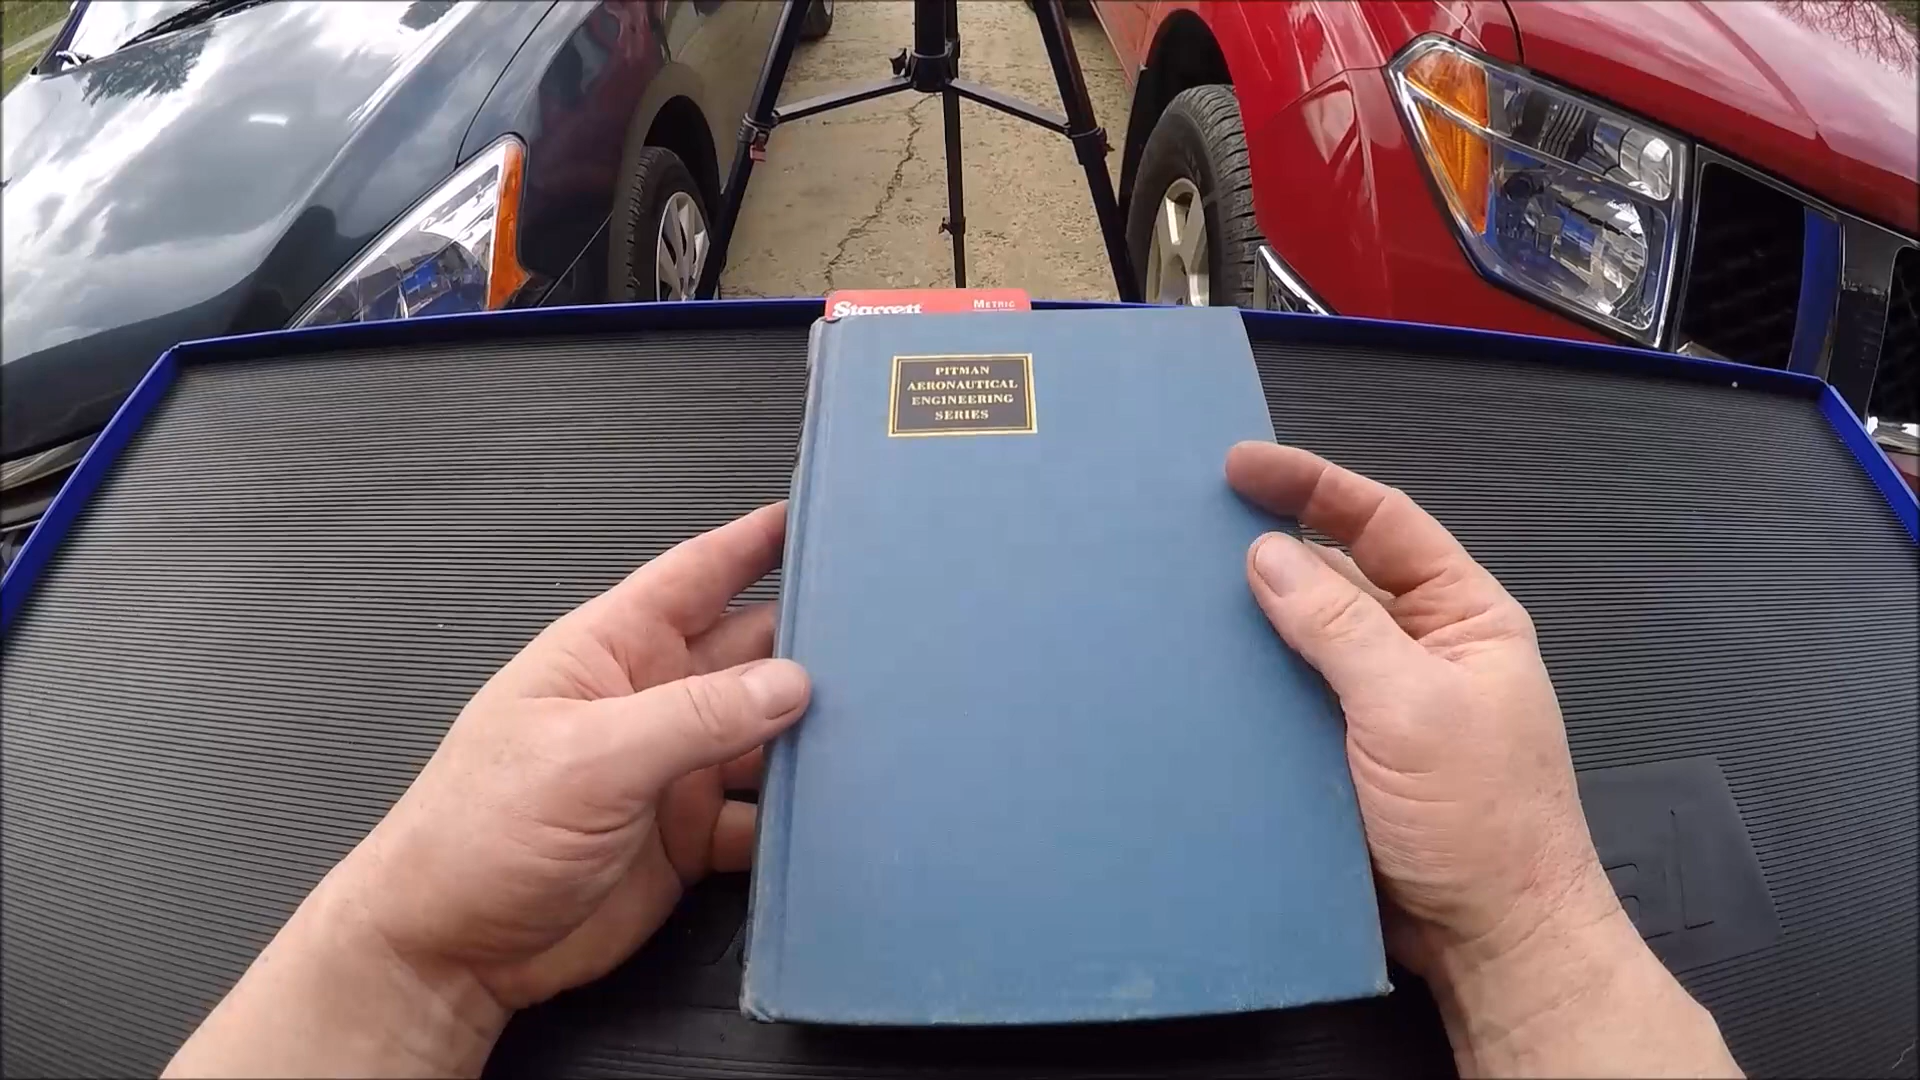 Starrett METRIC
PITMAN
AERONAUTICAL
ENGINEERING
SERIES